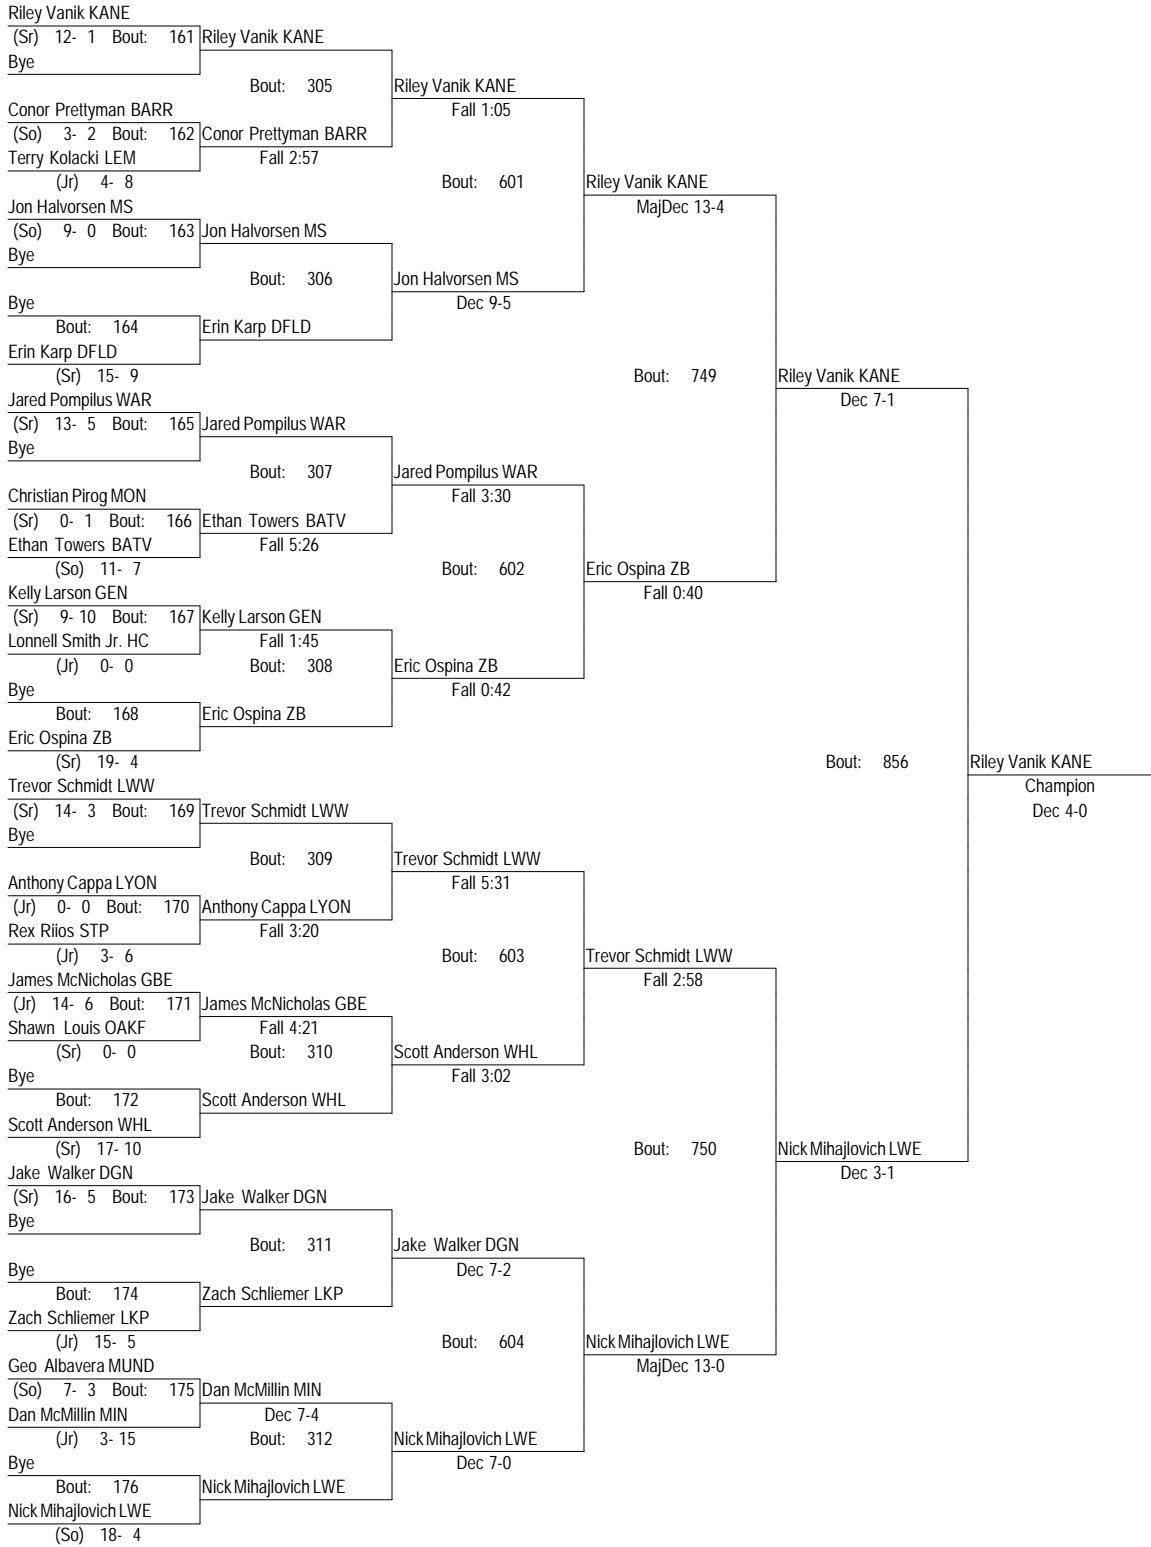 Riley Vanik KANE
(Sr) 12- 1 Bout: 161 Riley Vanik KANE
Bye
Bout: 305 Riley Vanik KANE
Conor Prettyman BARR Fall 1:05
(So) 3- 2 Bout: 162 Conor Prettyman BARR
Terry Kolacki LEM Fall 2:57
(Jr) 4- 8 Bout: 601 Riley Vanik KANE
Jon Halvorsen MS MajDec 13-4
(So) 9- 0 Bout: 163 Jon Halvorsen MS
Bye
Bout: 306 Jon Halvorsen MS
Bye Dec 9-5
Bout: 164 Erin Karp DFLD
Erin Karp DFLD
(Sr) 15- 9 Bout: 749 Riley Vanik KANE
Jared Pompilus WAR Dec 7-1
(Sr) 13- 5 Bout: 165 Jared Pompilus WAR
Bye
Bout: 307 Jared Pompilus WAR
Christian Pirog MON Fall 3:30
(Sr) 0- 1 Bout: 166 Ethan Towers BATV
Ethan Towers BATV Fall 5:26
(So) 11- 7 Bout: 602 Eric Ospina ZB
Kelly Larson GEN Fall 0:40
(Sr) 9- 10 Bout: 167 Kelly Larson GEN
Lonnell Smith Jr. HC Fall 1:45
(Jr) 0- 0 Bout: 308 Eric Ospina ZB
Bye Fall 0:42
Bout: 168 Eric Ospina ZB
Eric Ospina ZB
(Sr) 19- 4 Bout: 856 Riley Vanik KANE
Trevor Schmidt LWW Champion
(Sr) 14- 3 Bout: 169 Trevor Schmidt LWW Dec 4-0
Bye
Bout: 309 Trevor Schmidt LWW
Anthony Cappa LYON Fall 5:31
(Jr) 0- 0 Bout: 170 Anthony Cappa LYON
Rex Riios STP Fall 3:20
(Jr) 3- 6 Bout: 603 Trevor Schmidt LWW
James McNicholas GBE Fall 2:58
(Jr) 14- 6 Bout: 171 James McNicholas GBE
Shawn Louis OAKF Fall 4:21
(Sr) 0- 0 Bout: 310 Scott Anderson WHL
Bye Fall 3:02
Bout: 172 Scott Anderson WHL
Scott Anderson WHL
(Sr) 17- 10 Bout: 750 Nick Mihajlovich LWE
Jake Walker DGN Dec 3-1
(Sr) 16- 5 Bout: 173 Jake Walker DGN
Bye
Bout: 311 Jake Walker DGN
Bye Dec 7-2
Bout: 174 Zach Schliemer LKP
Zach Schliemer LKP
(Jr) 15- 5 Bout: 604 Nick Mihajlovich LWE
Geo Albavera MUND MajDec 13-0
(So) 7- 3 Bout: 175 Dan McMillin MIN
Dan McMillin MIN Dec 7-4
(Jr) 3- 15 Bout: 312 Nick Mihajlovich LWE
Bye Dec 7-0
Bout: 176 Nick Mihajlovich LWE
Nick Mihajlovich LWE
(So) 18- 4